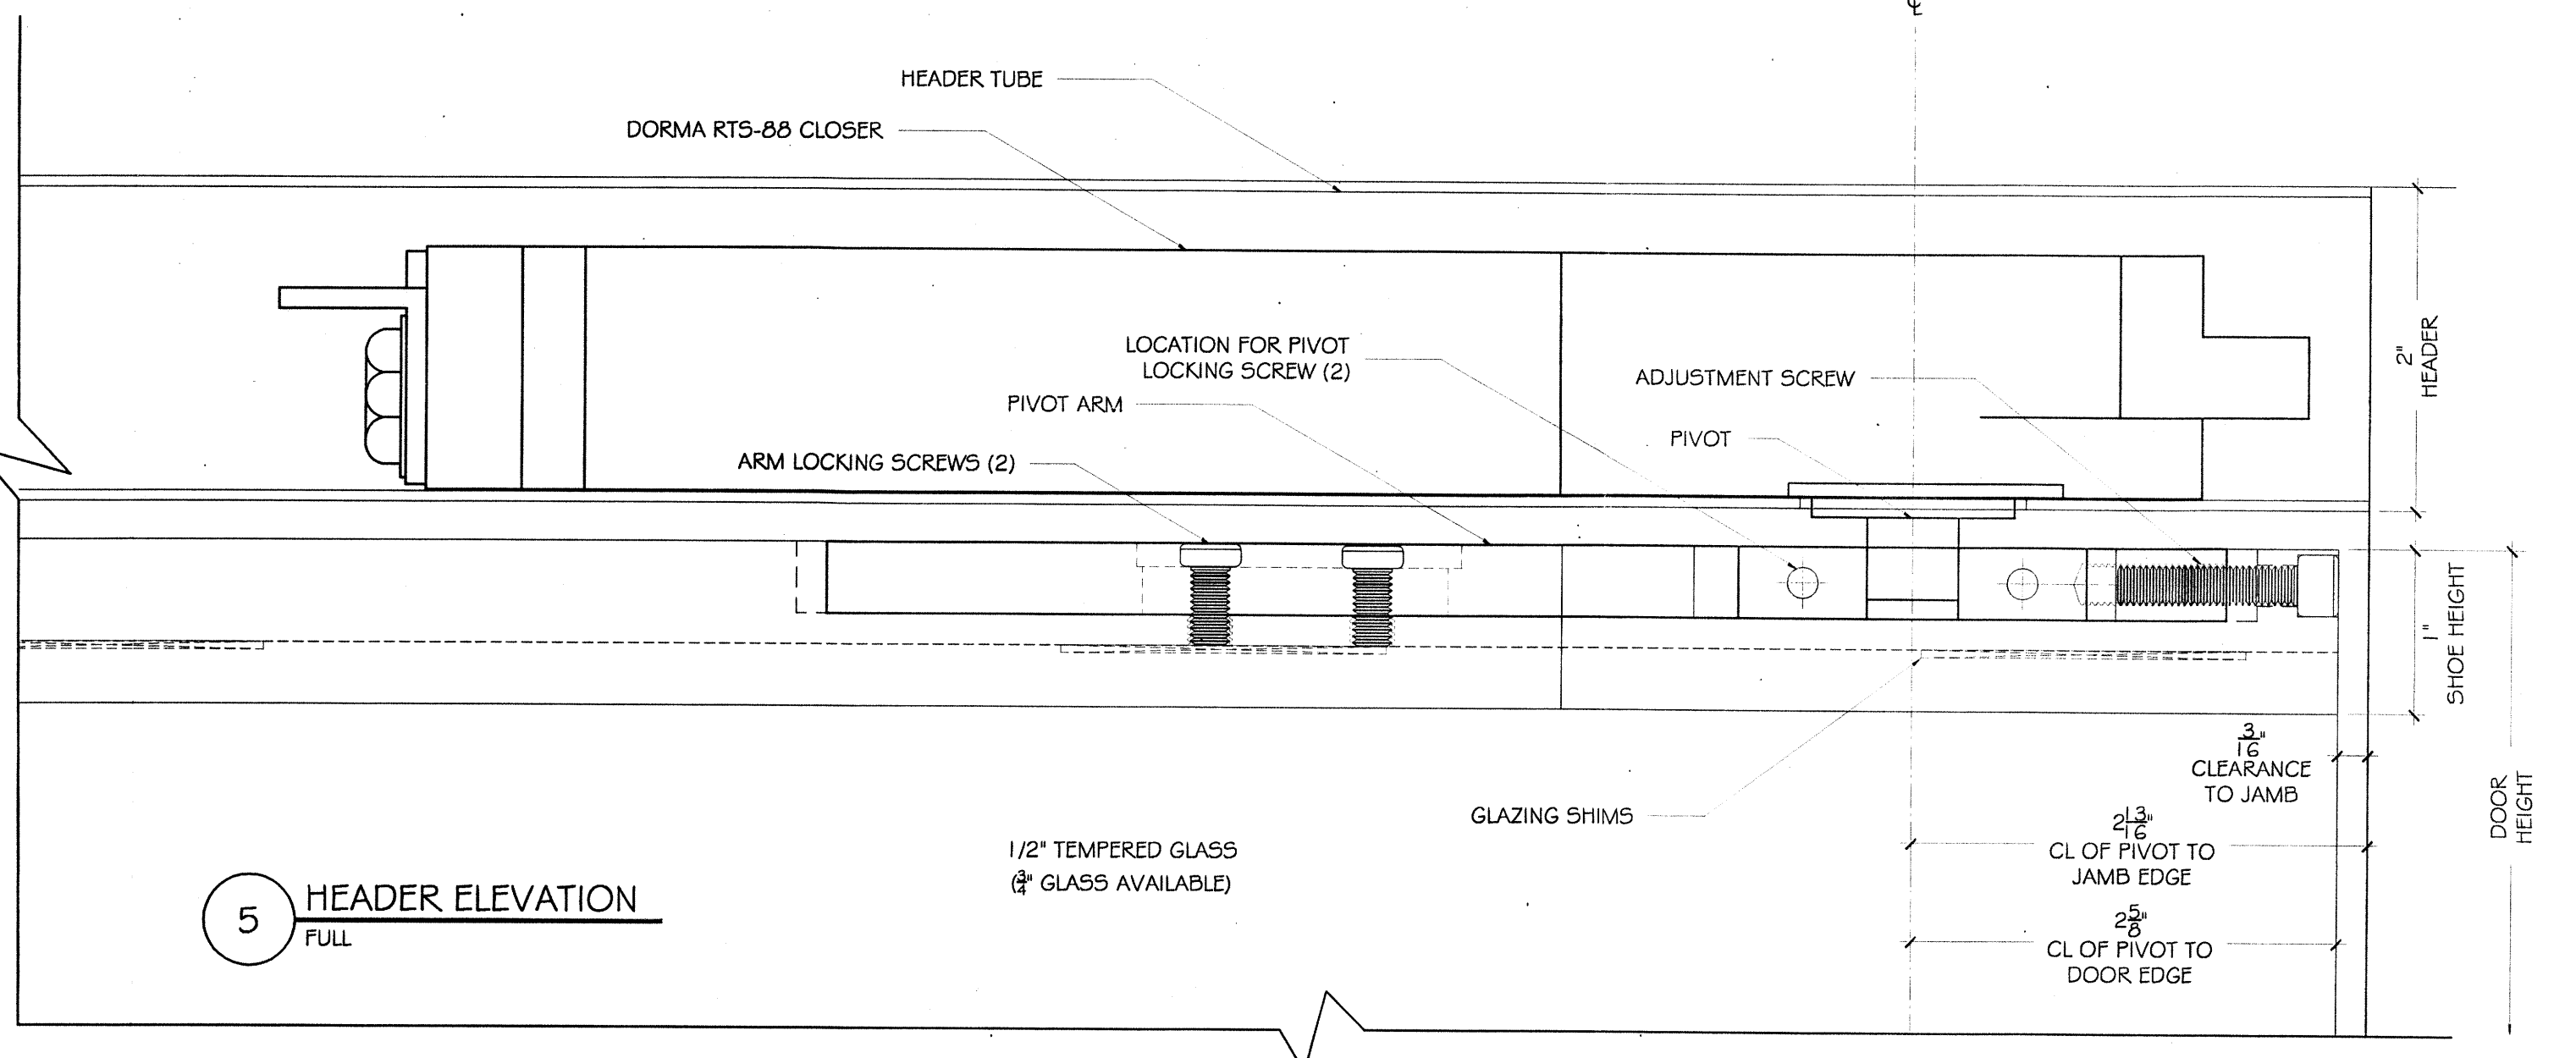 ℄
HEADER TUBE
DORMA RTS-88 CLOSER
LOCATION FOR PIVOT
LOCKING SCREW (2)
ADJUSTMENT SCREW
PIVOT ARM
PIVOT
ARM LOCKING SCREWS (2)
2"
HEADER
1"
SHOE HEIGHT
3/16"
CLEARANCE
TO JAMB
DOOR
HEIGHT
GLAZING SHIMS
2 13/16"
CL OF PIVOT TO
JAMB EDGE
1/2" TEMPERED GLASS
(3/4" GLASS AVAILABLE)
2 5/8"
CL OF PIVOT TO
DOOR EDGE
5
HEADER ELEVATION
FULL